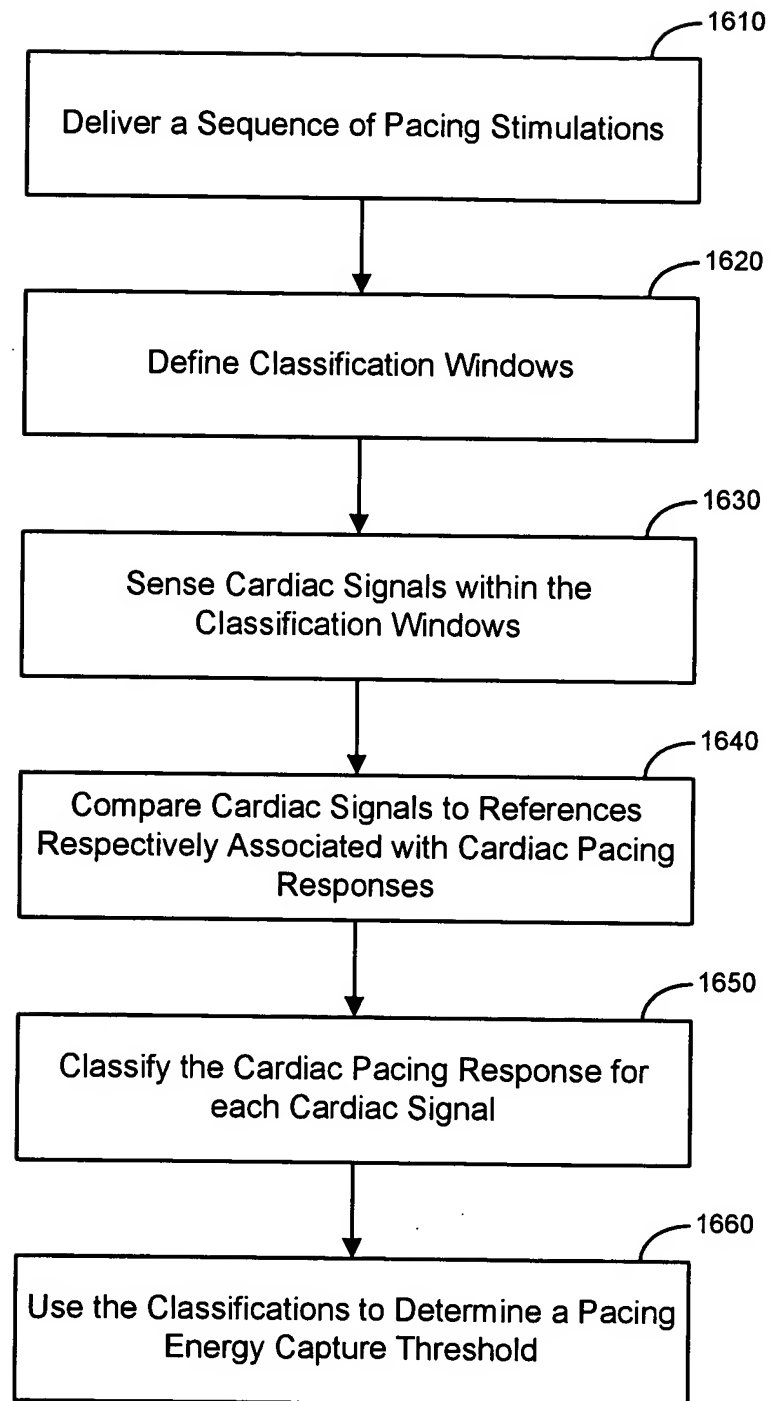 1610
Deliver a Sequence of Pacing Stimulations
1620
Define Classification Windows
1630
Sense Cardiac Signals within the
Classification Windows
1640
Compare Cardiac Signals to References
Respectively Associated with Cardiac Pacing
Responses
1650
Classify the Cardiac Pacing Response for
each Cardiac Signal
1660
Use the Classifications to Determine a Pacing
Energy Capture Threshold